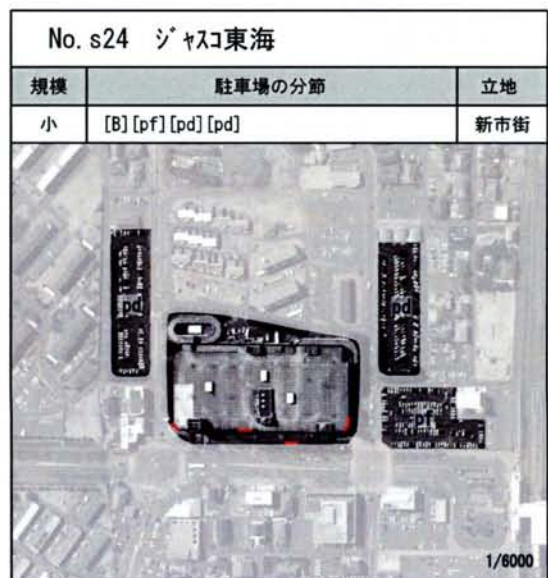 No. s24 ジャスコ東海
規模 駐車場の分節 立地
小 [B][pf][pd][pd] 新市街
pd pd
pf
1/6000